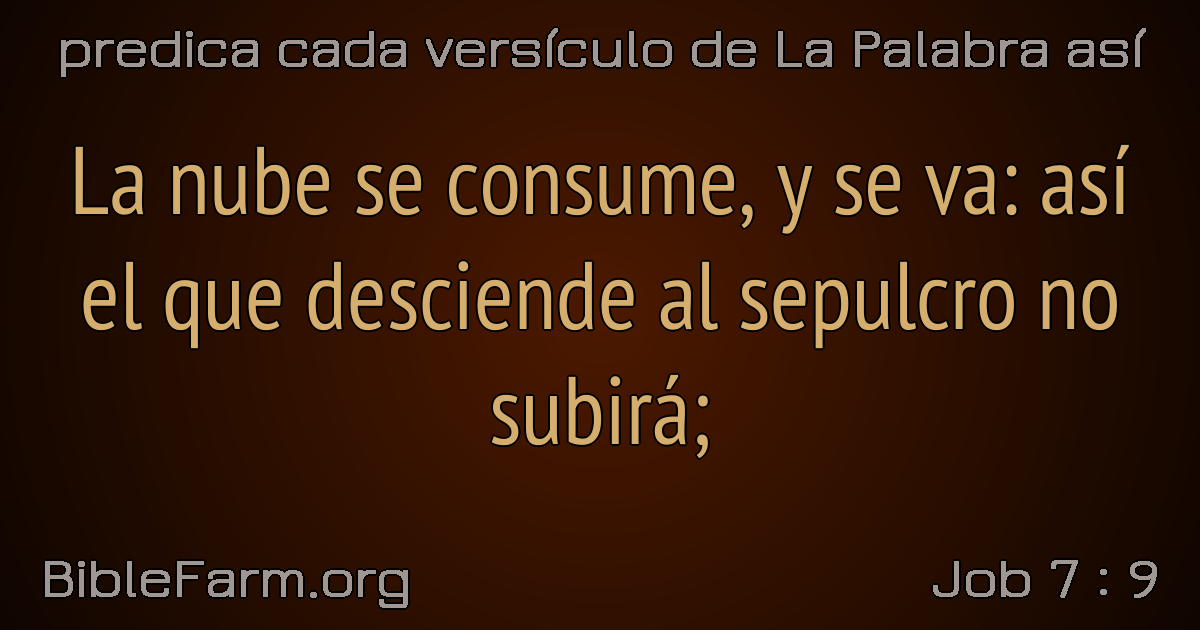 predica cada versículo de La Palabra así
La nube se consume, y se va: así
el que desciende al sepulcro no
subirá;
BibleFarm.org
Job 7 : 9